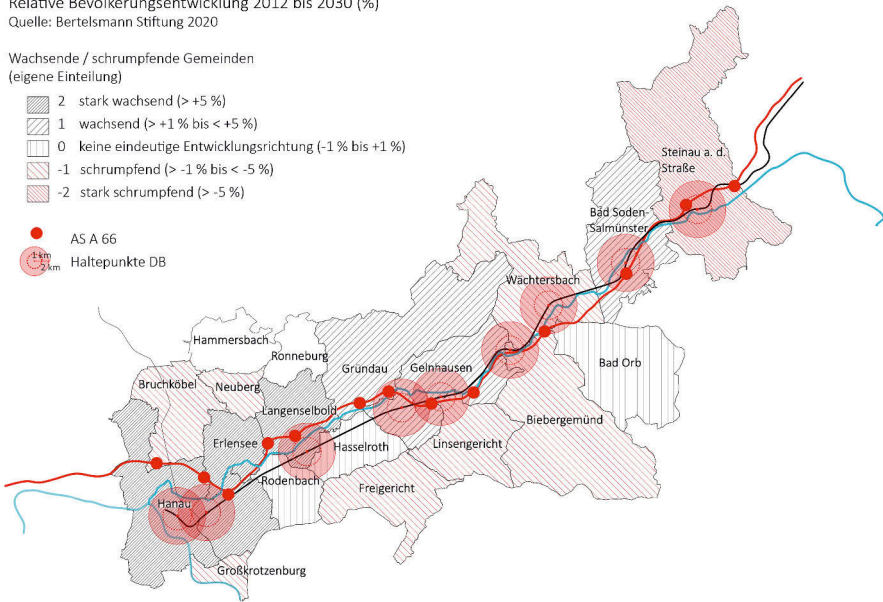 Relative Bevölkerungsentwicklung 2012 bis 2030 (%)
Quelle: Bertelsmann Stiftung 2020
Wachsende / schrumpfende Gemeinden
(eigene Einteilung)
2 stark wachsend (> +5 %)
1 wachsend (> +1 % bis < +5 %)
0 keine eindeutige Entwicklungsrichtung (-1 % bis +1 %)
-1 schrumpfend (> -1 % bis < -5 %)
-2 stark schrumpfend (> -5 %)
AS A 66
1 km
2 km
Haltepunkte DB
Steinau a. d.
Straße
Bad Soden-
Salmünster
Wächtersbach
Hammersbach
Ronneburg
Bad Orb
Gründau
Gelnhausen
Bruchköbel
Neuberg
Langenselbold
Biebergemünd
Erlensee
Hasselroth
Linsengericht
Rodenbach
Freigericht
Hanau
Großkrotzenburg